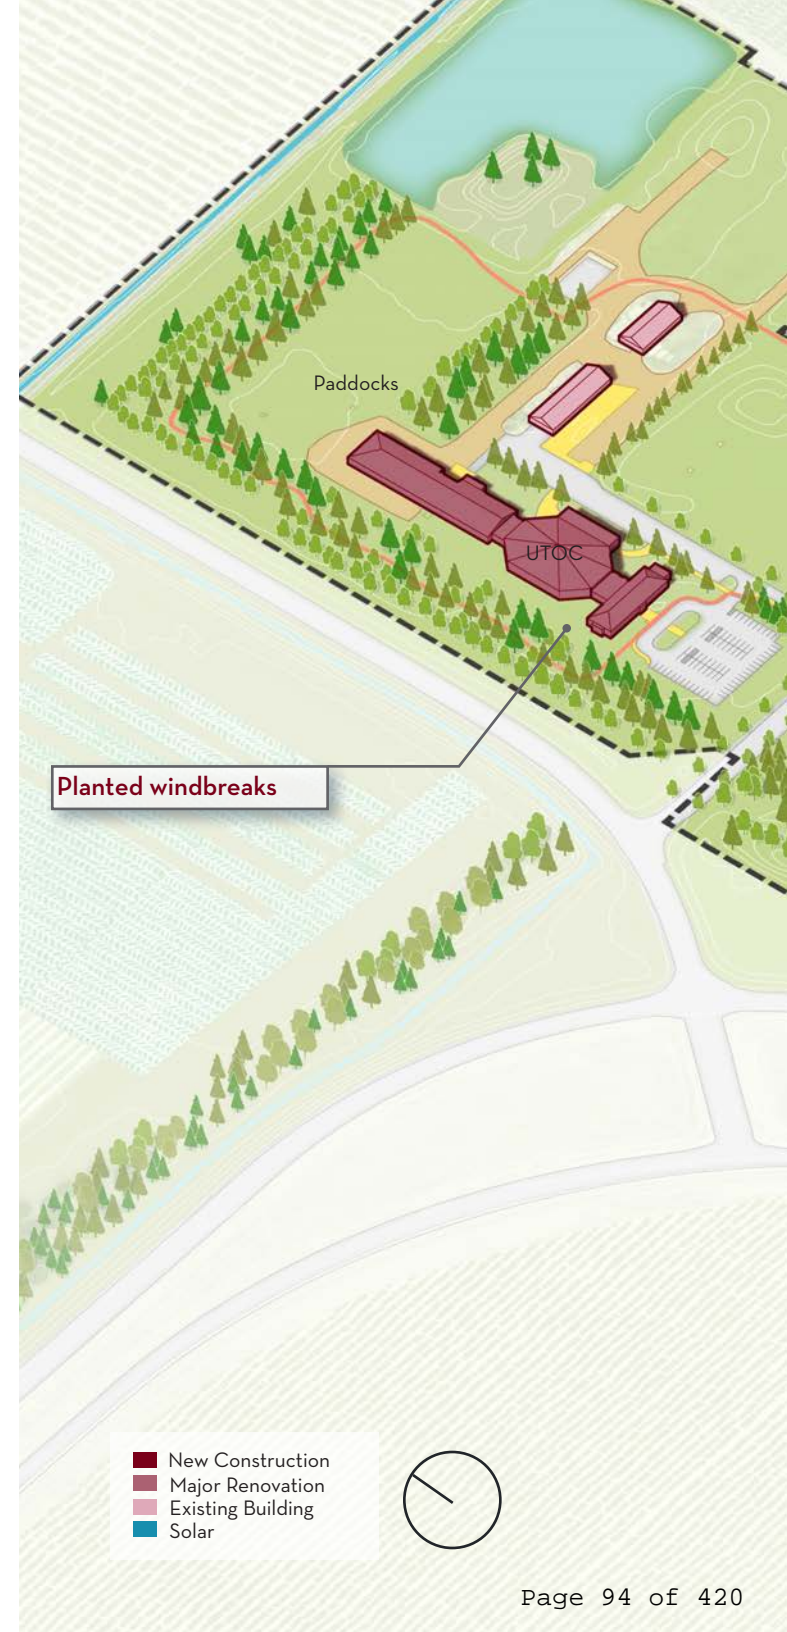 Paddocks
UTOC
Planted windbreaks
New Construction
Major Renovation
Existing Building
Solar
Page 94 of 420